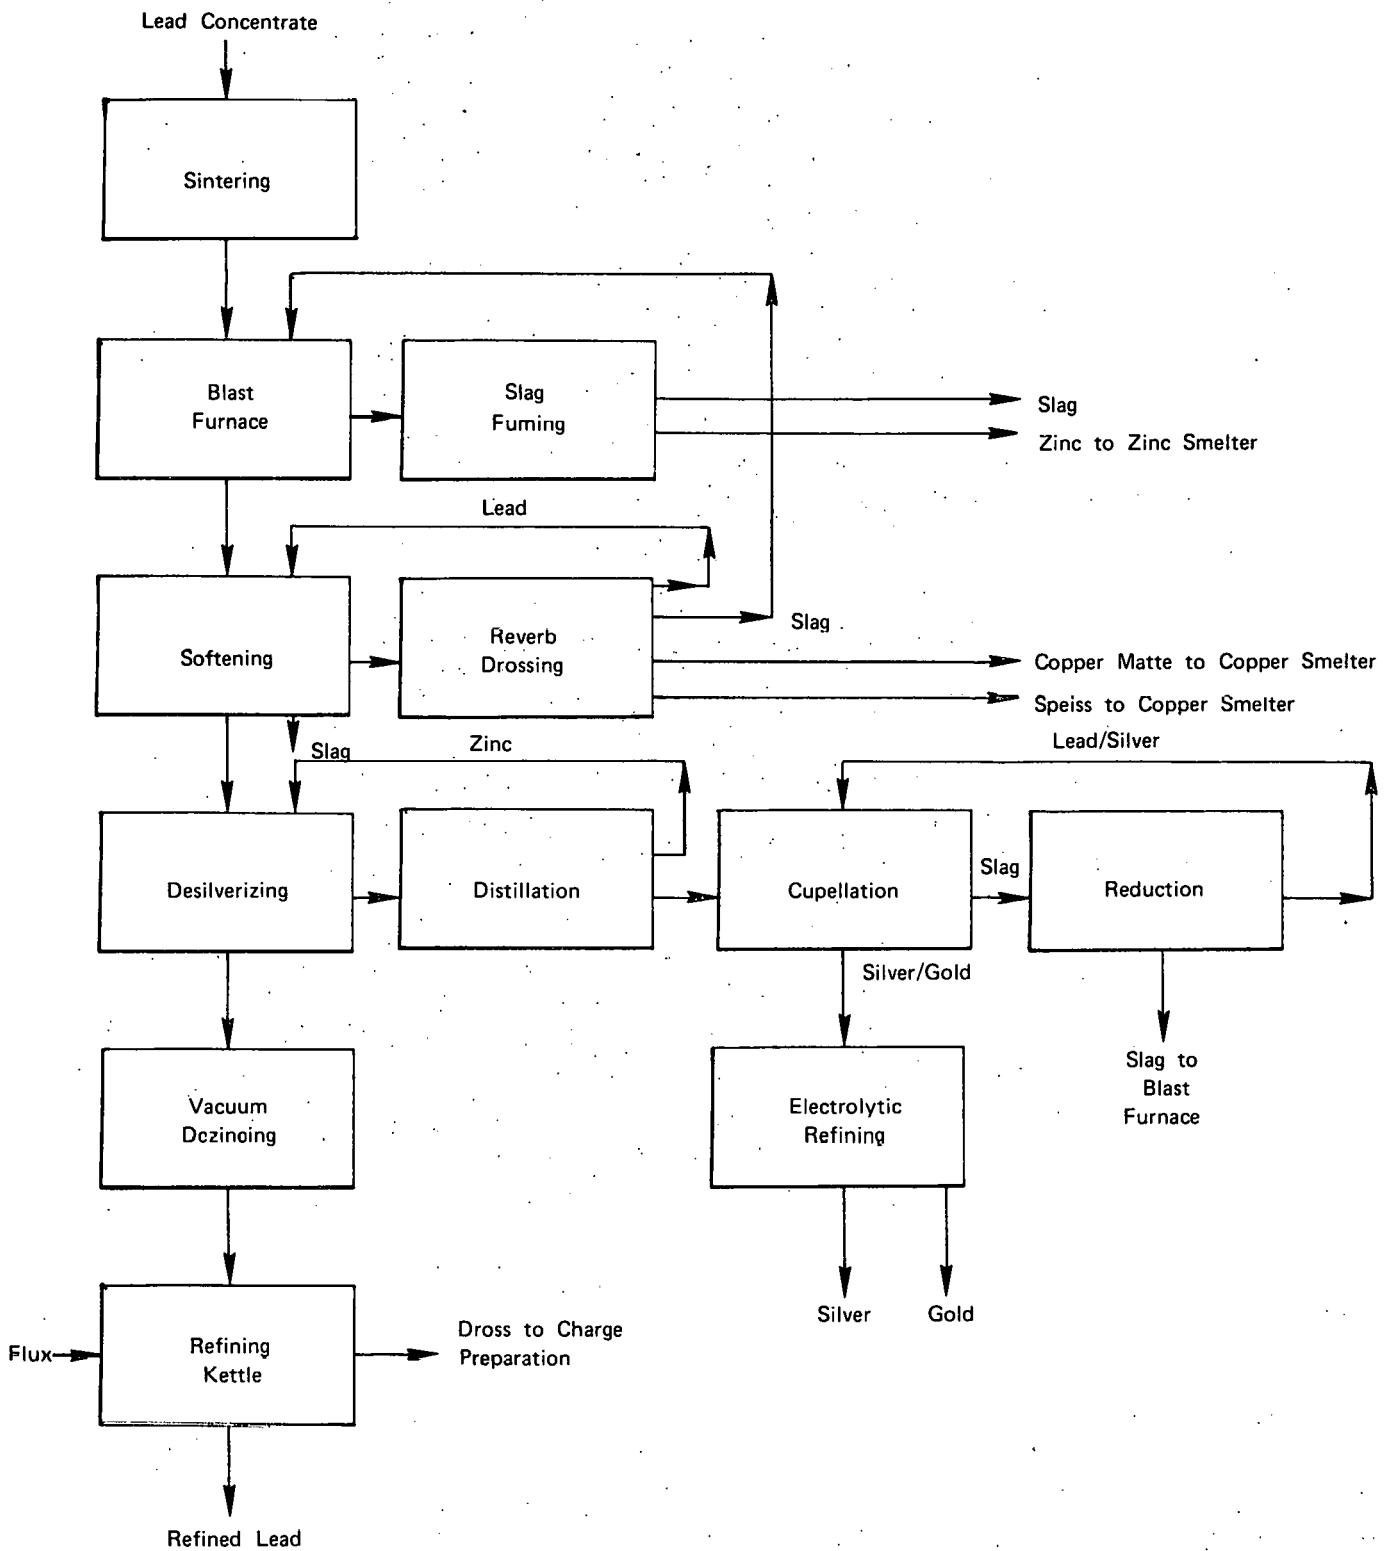 Lead Concentrate
Sintering
Blast
Furnace
Slag
Fuming
Slag
Zinc to Zinc Smelter
Lead
Softening
Reverb
Drossing
Slag
Copper Matte to Copper Smelter
Speiss to Copper Smelter
Slag
Zinc
Lead/Silver
Desilverizing
Distillation
Cupellation
Slag
Reduction
Silver/Gold
Vacuum
Dezincing
Electrolytic
Refining
Slag to
Blast
Furnace
Silver
Gold
Flux
Refining
Kettle
Dross to Charge
Preparation
Refined Lead